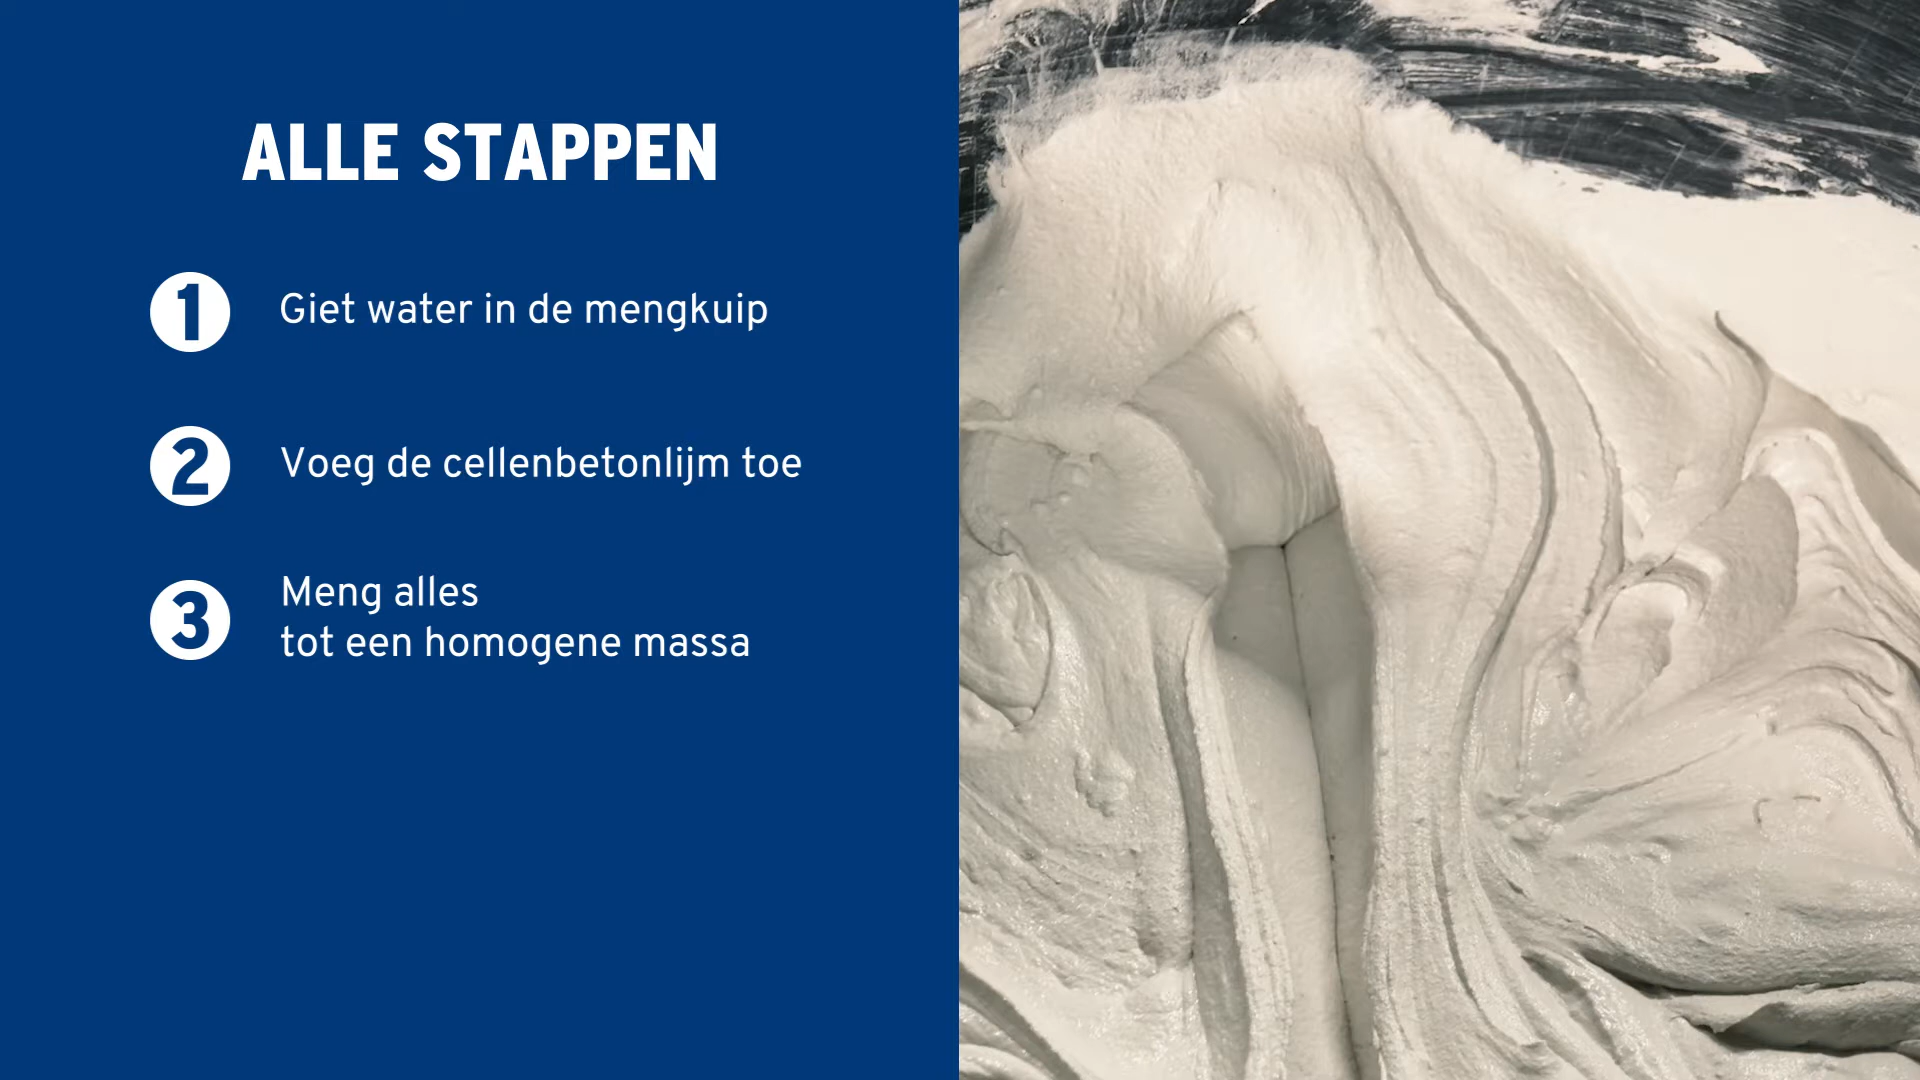 ALLE STAPPEN
1 Giet water in de mengkuip
2 Voeg de cellenbetonlijm toe
3 Meng alles
tot een homogene massa